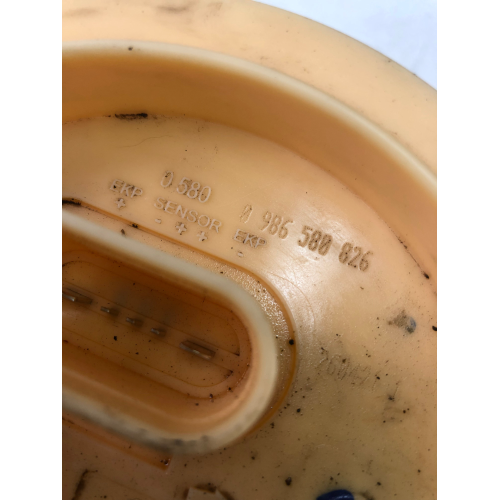 0 580 0 986 580 826
EKP SENSOR EKP
+ - + + -